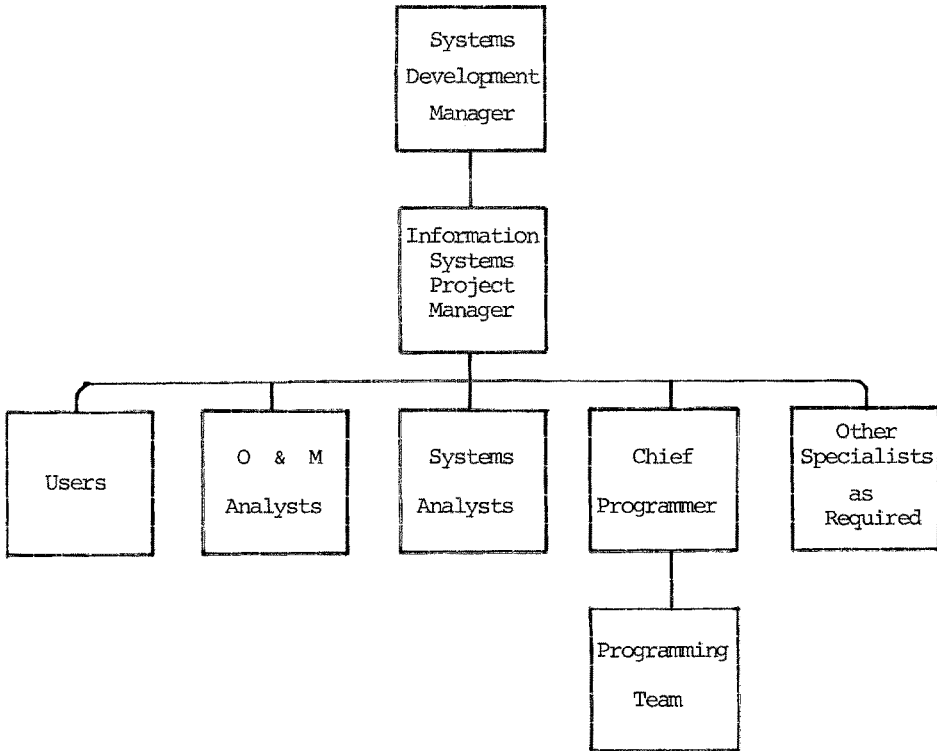 Systems
Development
Manager
Information
Systems
Project
Manager
Users
O & M
Analysts
Systems
Analysts
Chief
Programmer
Other
Specialists
as
Required
Programming
Team